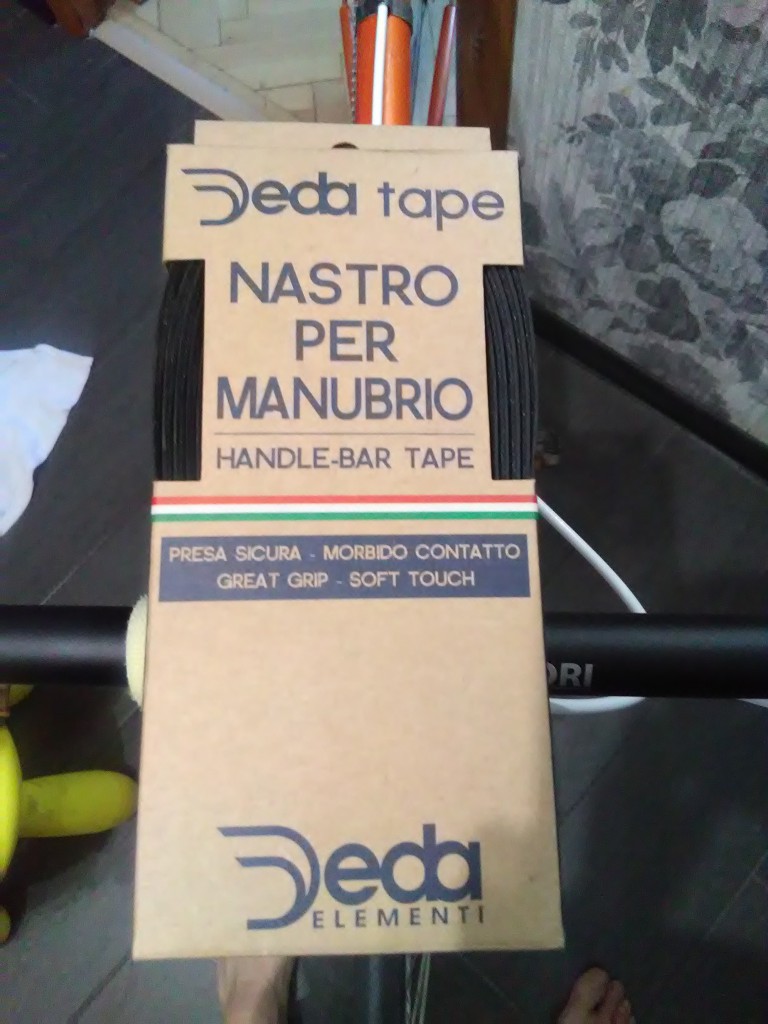 Deda tape
NASTRO
PER
MANUBRIO
HANDLE-BAR TAPE
PRESA SICURA - MORBIDO CONTATTO
GREAT GRIP - SOFT TOUCH
Deda
ELEMENTI